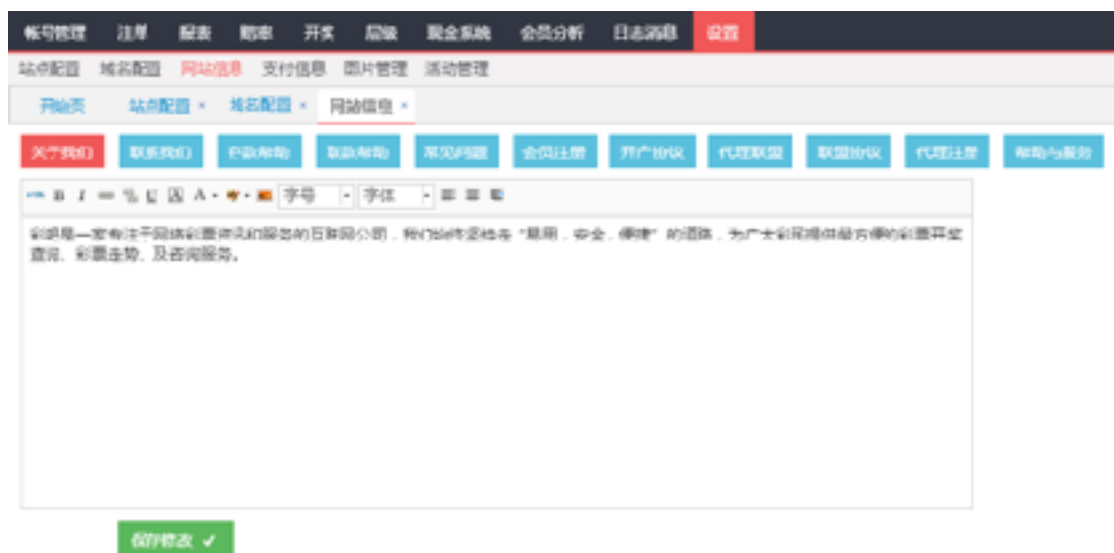 帐号管理 注单 报表 赔率 开奖 层级 现金系统 会员分析 日志消息 设置
站点配置 域名配置 网站信息 支付信息 图片管理 活动管理
开始页 站点配置 × 域名配置 × 网站信息 ×
关于我们 联系我们 存款帮助 取款帮助 常见问题 会员注册 开户协议 代理联盟 联盟协议 代理注册 帮助与服务
B I U A A 字号 字体
是一家专注于网络彩票资讯和服务的互联网公司，我们始终坚持走“易用，安全，便捷”的道路，为广大彩民提供最方便的彩票开奖
查询、彩票走势、及咨询服务。
保存修改 ✓